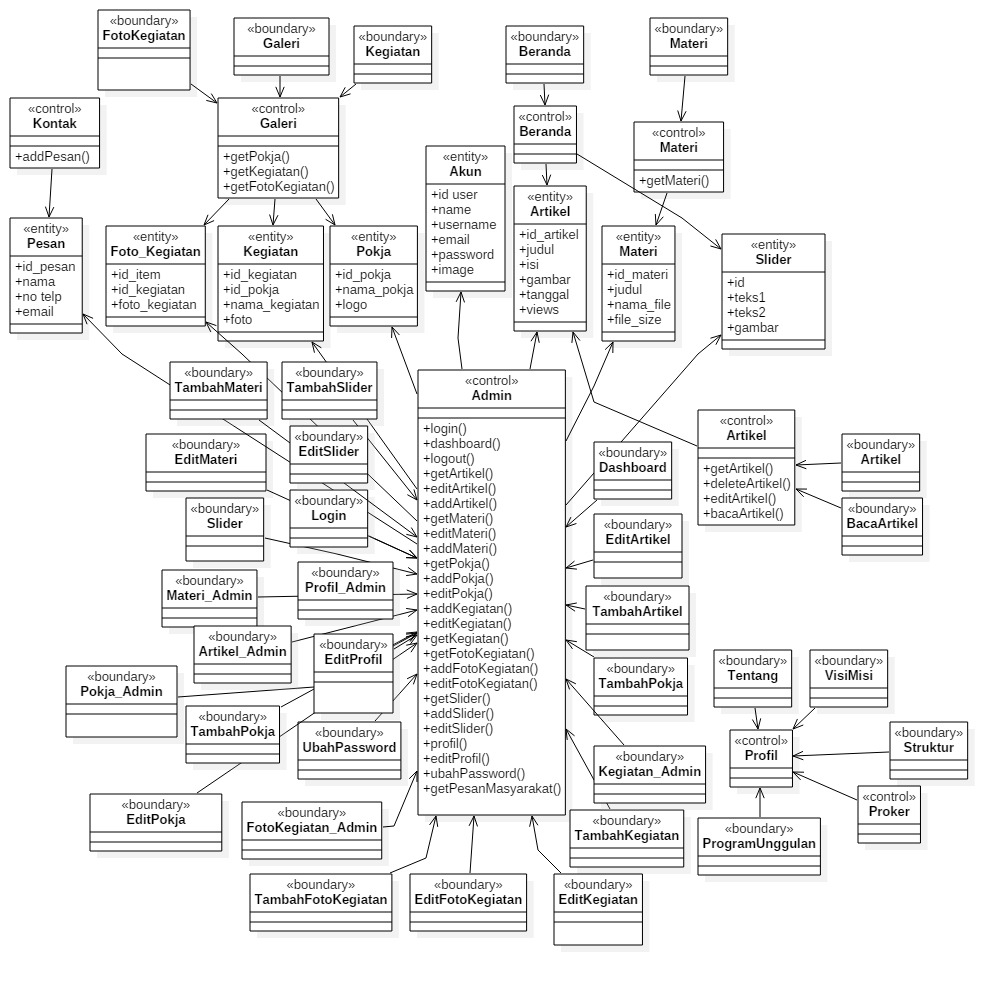 «boundary»
FotoKegiatan
«boundary»
Galeri
«boundary»
Kegiatan
«boundary»
Beranda
«boundary»
Materi
«control»
Kontak
+addPesan()
«control»
Galeri
+getPokja()
+getKegiatan()
+getFotoKegiatan()
«control»
Beranda
«control»
Materi
+getMateri()
«entity»
Akun
+id user
+name
+username
+email
+password
+image
«entity»
Artikel
+id_artikel
+judul
+isi
+gambar
+tanggal
+views
«entity»
Pesan
+id_pesan
+nama
+no telp
+email
«entity»
Foto_Kegiatan
+id_item
+id_kegiatan
+foto_kegiatan
«entity»
Kegiatan
+id_kegiatan
+id_pokja
+nama_kegiatan
+foto
«entity»
Pokja
+id_pokja
+nama_pokja
+logo
«entity»
Materi
+id_materi
+judul
+nama_file
+file_size
«entity»
Slider
+id
+teks1
+teks2
+gambar
«boundary»
TambahMateri
«boundary»
TambahSlider
«control»
Admin
+login()
+dashboard()
+logout()
+getArtikel()
+editArtikel()
+addArtikel()
+getMateri()
+editMateri()
+addMateri()
+getPokja()
+addPokja()
+editPokja()
+addKegiatan()
+editKegiatan()
+getKegiatan()
+getFotoKegiatan()
+addFotoKegiatan()
+editFotoKegiatan()
+getSlider()
+addSlider()
+editSlider()
+profil()
+editProfil()
+ubahPassword()
+getPesanMasyarakat()
«boundary»
EditMateri
«boundary»
EditSlider
«boundary»
Dashboard
«control»
Artikel
+getArtikel()
+deleteArtikel()
+editArtikel()
+bacaArtikel()
«boundary»
Artikel
«boundary»
BacaArtikel
«boundary»
Slider
«boundary»
Login
«boundary»
EditArtikel
«boundary»
Materi_Admin
«boundary»
Profil_Admin
«boundary»
TambahArtikel
«boundary»
Artikel_Admin
«boundary»
EditProfil
«boundary»
TambahPokja
«boundary»
Tentang
«boundary»
VisiMisi
«boundary»
Pokja_Admin
«boundary»
TambahPokja
«boundary»
UbahPassword
«boundary»
Kegiatan_Admin
«control»
Profil
«boundary»
Struktur
«boundary»
EditPokja
«boundary»
FotoKegiatan_Admin
«boundary»
TambahKegiatan
«boundary»
ProgramUnggulan
«control»
Proker
«boundary»
TambahFotoKegiatan
«boundary»
EditFotoKegiatan
«boundary»
EditKegiatan